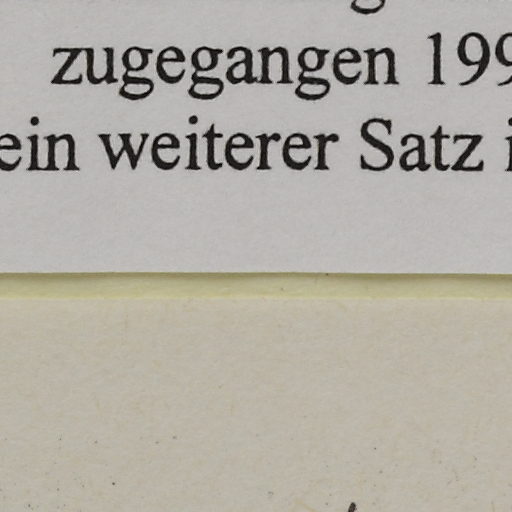 zugegangen 199
ein weiterer Satz i